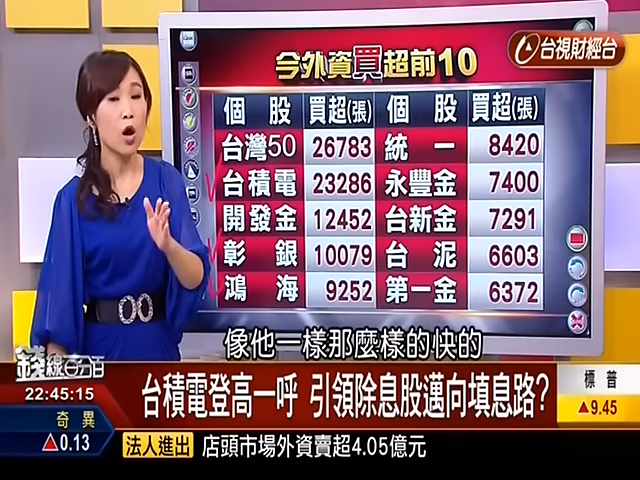 今外資買超前10
台視財經台
個股 買超(張) 個股 買超(張)
台灣50 26783 統一 8420
台積電 23286 永豐金 7400
開發金 12452 台新金 7291
彰銀 10079 台泥 6603
鴻海 9252 第一金 6372
像他一樣那麼樣的快的
錢線百分百
22:45:15
台積電登高一呼 引領除息股邁向填息路?
標普
▲9.45
奇異
▲0.13
法人進出 店頭市場外資賣超4.05億元